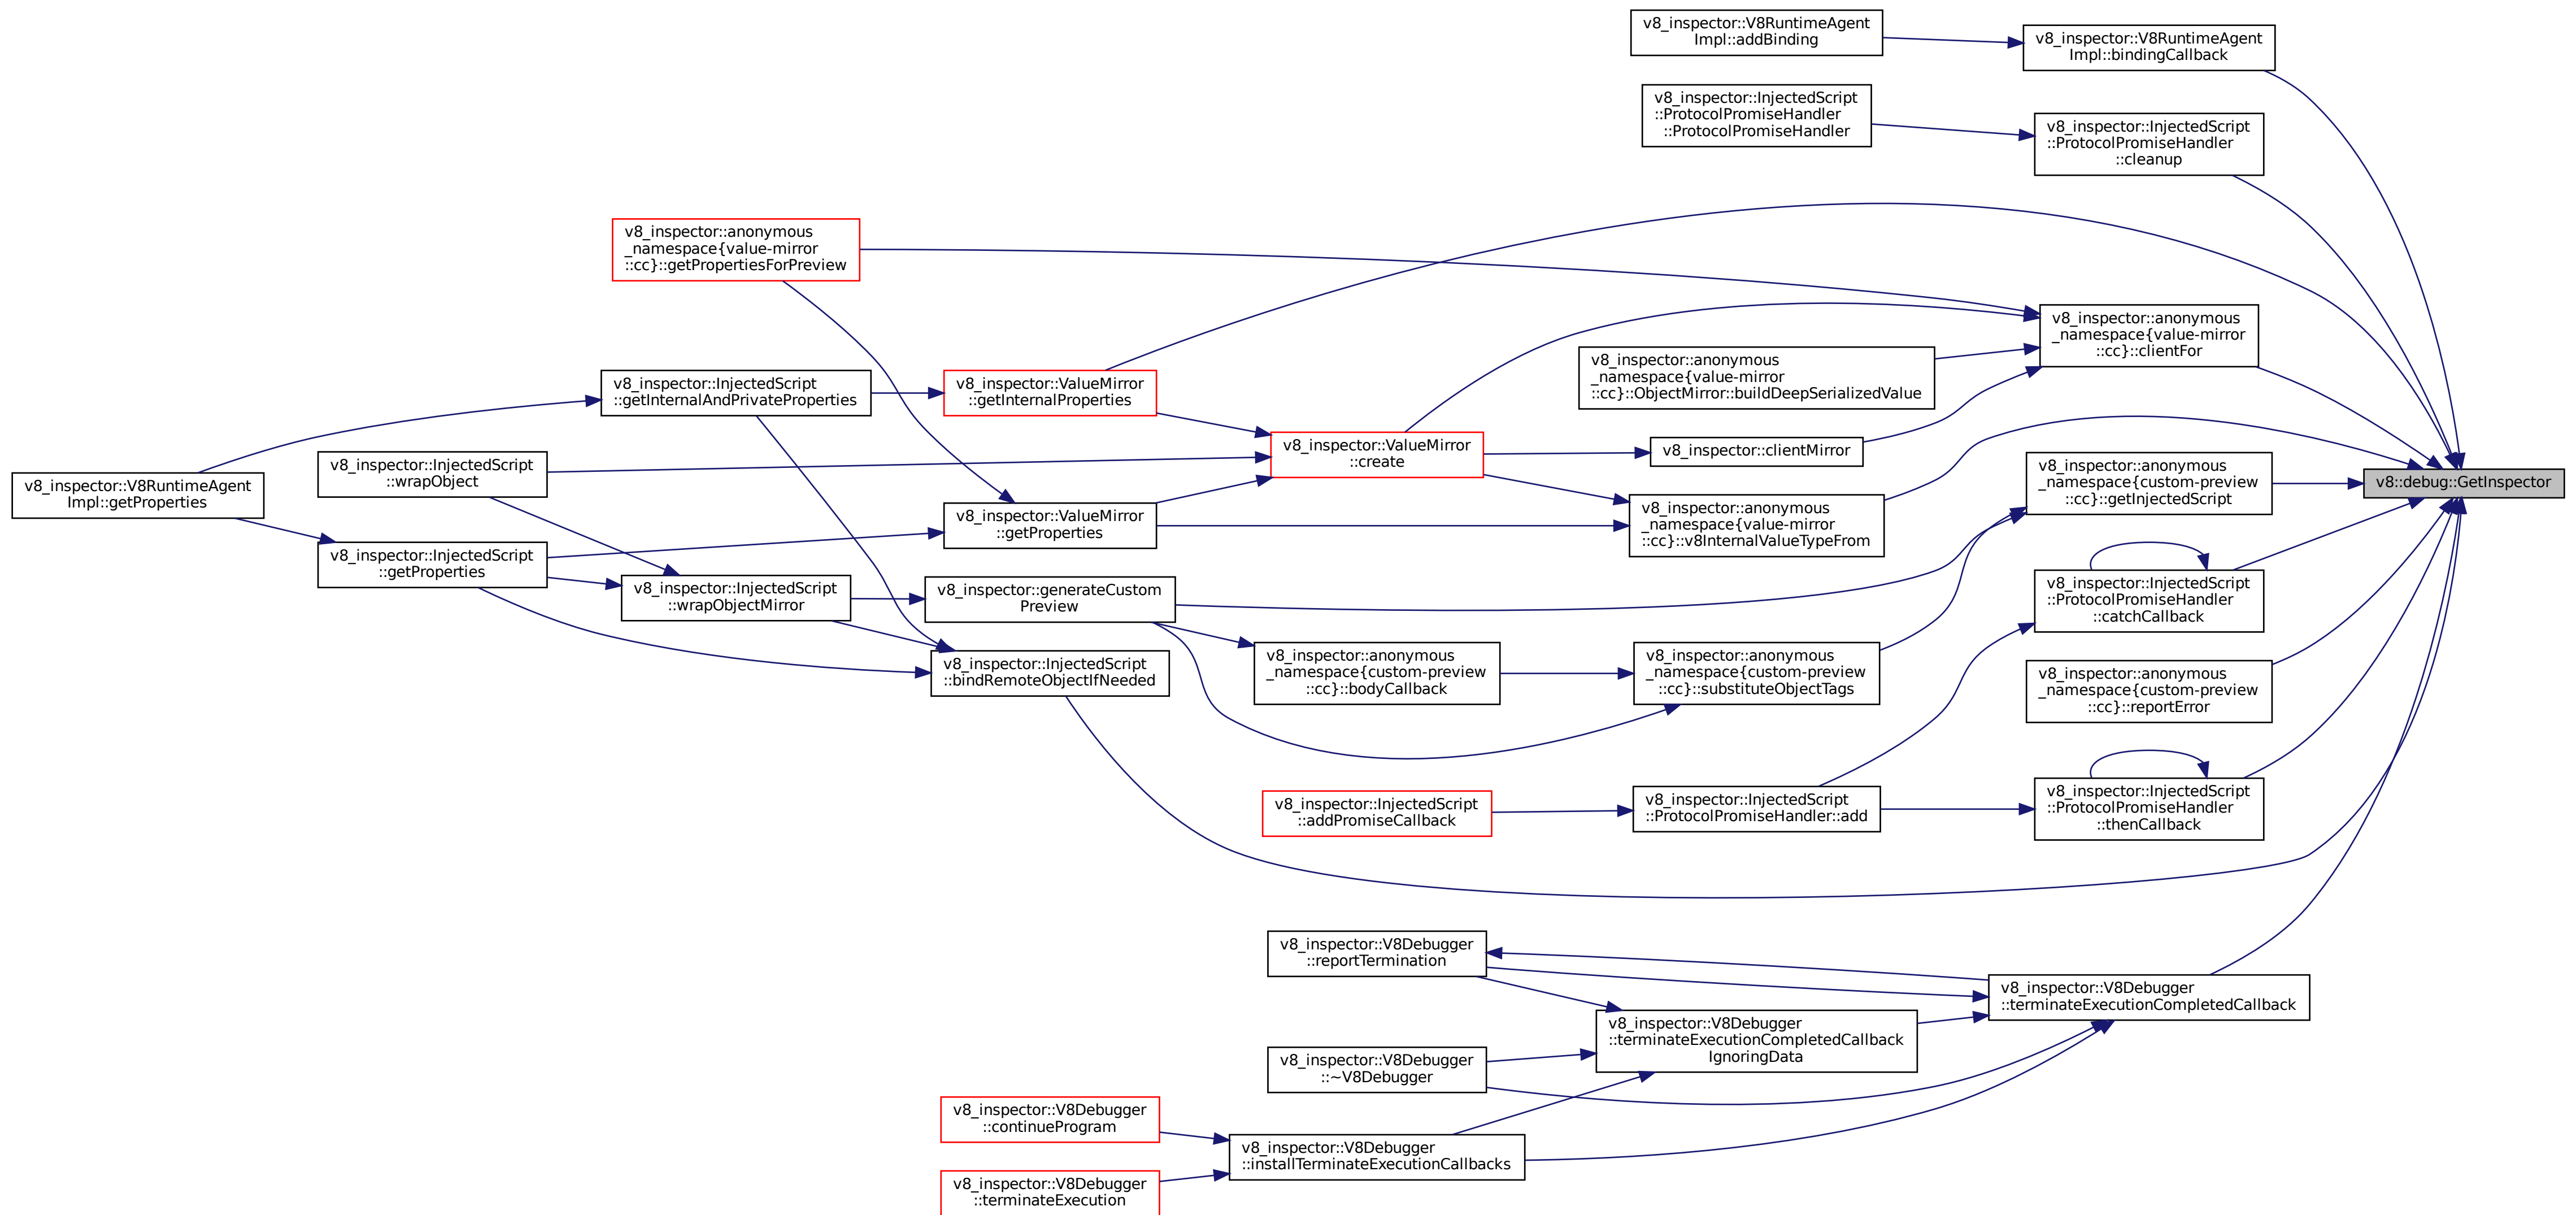 v8_inspector::V8RuntimeAgent
Impl::addBinding
v8_inspector::V8RuntimeAgent
Impl::bindingCallback
v8_inspector::InjectedScript
::ProtocolPromiseHandler
::ProtocolPromiseHandler
v8_inspector::InjectedScript
::ProtocolPromiseHandler
::cleanup
v8_inspector::anonymous
_namespace{value-mirror
::cc}::getPropertiesForPreview
v8_inspector::anonymous
_namespace{value-mirror
::cc}::clientFor
v8_inspector::anonymous
_namespace{value-mirror
::cc}::ObjectMirror::buildDeepSerializedValue
v8_inspector::InjectedScript
::getInternalAndPrivateProperties
v8_inspector::ValueMirror
::getInternalProperties
v8_inspector::ValueMirror
::create
v8_inspector::clientMirror
v8_inspector::InjectedScript
::wrapObject
v8_inspector::V8RuntimeAgent
Impl::getProperties
v8_inspector::anonymous
_namespace{custom-preview
::cc}::getInjectedScript
v8::debug::GetInspector
v8_inspector::ValueMirror
::getProperties
v8_inspector::anonymous
_namespace{value-mirror
::cc}::v8InternalValueTypeFrom
v8_inspector::InjectedScript
::getProperties
v8_inspector::InjectedScript
::wrapObjectMirror
v8_inspector::generateCustom
Preview
v8_inspector::InjectedScript
::ProtocolPromiseHandler
::catchCallback
v8_inspector::InjectedScript
::bindRemoteObjectIfNeeded
v8_inspector::anonymous
_namespace{custom-preview
::cc}::bodyCallback
v8_inspector::anonymous
_namespace{custom-preview
::cc}::substituteObjectTags
v8_inspector::anonymous
_namespace{custom-preview
::cc}::reportError
v8_inspector::InjectedScript
::addPromiseCallback
v8_inspector::InjectedScript
::ProtocolPromiseHandler::add
v8_inspector::InjectedScript
::ProtocolPromiseHandler
::thenCallback
v8_inspector::V8Debugger
::reportTermination
v8_inspector::V8Debugger
::terminateExecutionCompletedCallback
v8_inspector::V8Debugger
::terminateExecutionCompletedCallback
IgnoringData
v8_inspector::V8Debugger
::~V8Debugger
v8_inspector::V8Debugger
::continueProgram
v8_inspector::V8Debugger
::installTerminateExecutionCallbacks
v8_inspector::V8Debugger
::terminateExecution